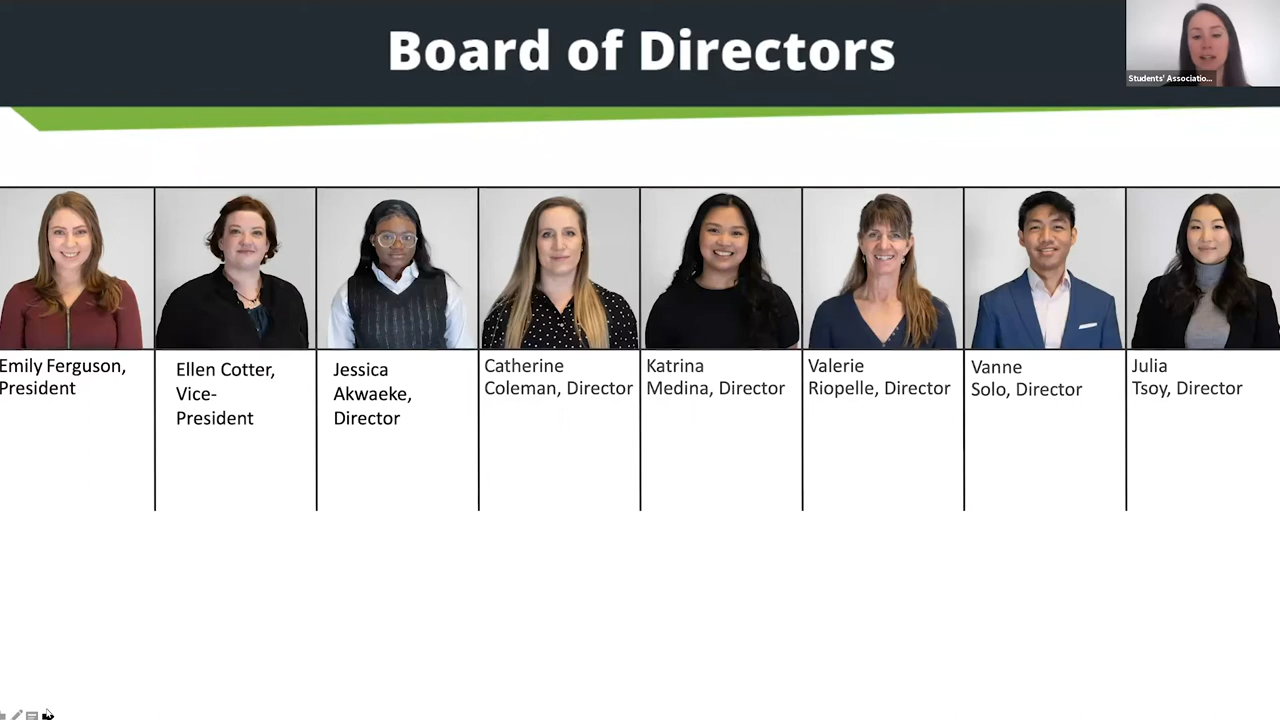 Board of Directors
Students' Associatio...
Emily Ferguson,
President
Ellen Cotter,
Vice-
President
Jessica
Akwaeke,
Director
Catherine
Coleman, Director
Katrina
Medina, Director
Valerie
Riopelle, Director
Vanne
Solo, Director
Julia
Tsoy, Director